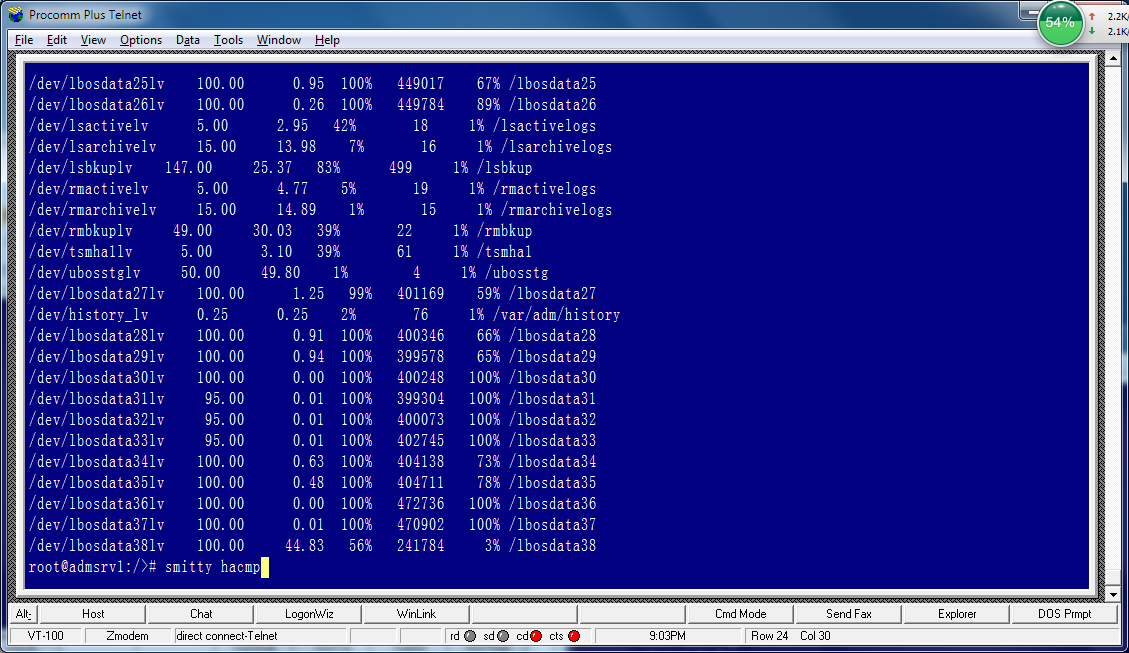 Procomm Plus Telnet
54%
2.2K/
2.1K/
File Edit View Options Data Tools Window Help
/dev/lbosdata25lv 100.00 0.95 100% 449017 67% /lbosdata25
/dev/lbosdata26lv 100.00 0.26 100% 449784 89% /lbosdata26
/dev/lsactivelv 5.00 2.95 42% 18 1% /lsactivelogs
/dev/lsarchivelv 15.00 13.98 7% 16 1% /lsarchivelogs
/dev/lsbkuplv 147.00 25.37 83% 499 1% /lsbkup
/dev/rmactivelv 5.00 4.77 5% 19 1% /rmactivelogs
/dev/rmarchivelv 15.00 14.89 1% 15 1% /rmarchivelogs
/dev/rmbkuplv 49.00 30.03 39% 22 1% /rmbkup
/dev/tsmhallv 5.00 3.10 39% 61 1% /tsmhal
/dev/ubosstglv 50.00 49.80 1% 4 1% /ubosstg
/dev/lbosdata27lv 100.00 1.25 99% 401169 59% /lbosdata27
/dev/history_lv 0.25 0.25 2% 76 1% /var/adm/history
/dev/lbosdata28lv 100.00 0.91 100% 400346 66% /lbosdata28
/dev/lbosdata29lv 100.00 0.94 100% 399578 65% /lbosdata29
/dev/lbosdata30lv 100.00 0.00 100% 400248 100% /lbosdata30
/dev/lbosdata31lv 95.00 0.01 100% 399304 100% /lbosdata31
/dev/lbosdata32lv 95.00 0.01 100% 400073 100% /lbosdata32
/dev/lbosdata33lv 95.00 0.01 100% 402745 100% /lbosdata33
/dev/lbosdata34lv 100.00 0.63 100% 404138 73% /lbosdata34
/dev/lbosdata35lv 100.00 0.48 100% 404711 78% /lbosdata35
/dev/lbosdata36lv 100.00 0.00 100% 472736 100% /lbosdata36
/dev/lbosdata37lv 100.00 0.01 100% 470902 100% /lbosdata37
/dev/lbosdata38lv 100.00 44.83 56% 241784 3% /lbosdata38
root@admsrv1:/># smitty hacmp
Alt- Host Chat LogonWiz WinLink Cmd Mode Send Fax Explorer DOS Prmpt
VT-100 Zmodem direct connect-Telnet rd sd cd cts 9:03PM Row 24 Col 30